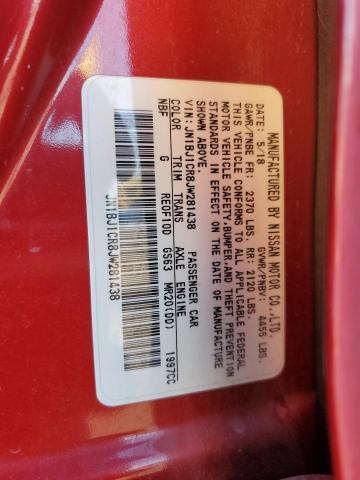 MANUFACTURED BY NISSAN MOTOR CO.,LTD.
5/18 GVWR/PNBV: 4455 LBS.
GAWR/PNBE FR: 2370 LBS. RR: 2120 LBS.
THIS VEHICLE CONFORMS TO ALL APPLICABLE FEDERAL
MOTOR VEHICLE SAFETY,BUMPER,AND THEFT PREVENTION
STANDARDS IN EFFECT ON THE DATE OF MANUFACTURE
SHOWN ABOVE.
VIN: JN1BJ1CR8JW281438 PASSENGER CAR
COLOR TRIM TRANS AXLE ENGINE
NBF G RE0F10D GS63 MR20(DD) 1997CC
JN1BJ1CR8JW281438